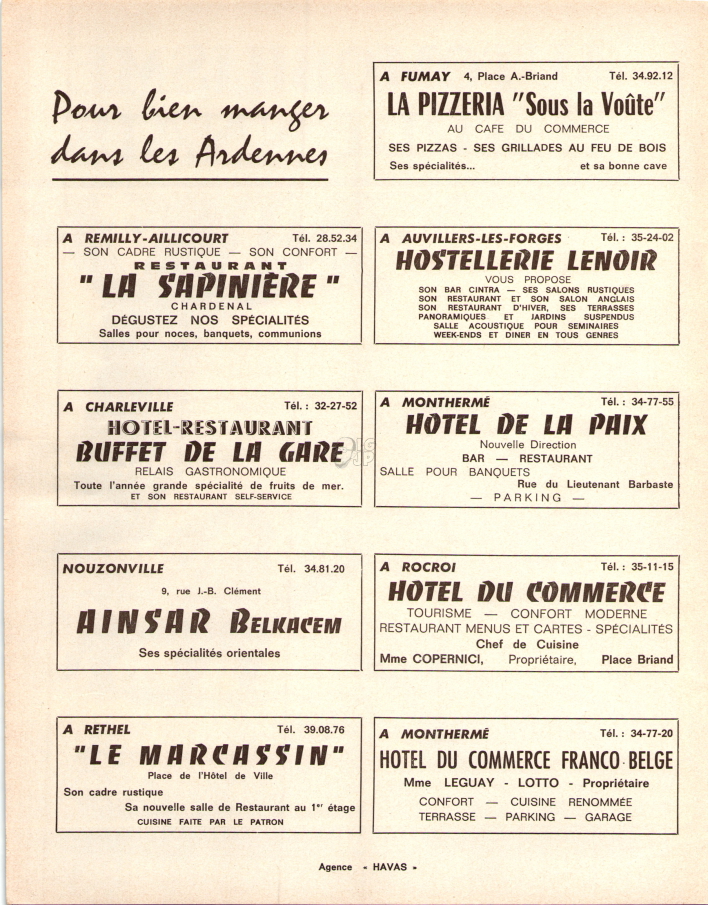 Pour bien manger
dans les Ardennes
A FUMAY 4, Place A.-Briand Tél. 34.92.12
LA PIZZERIA "Sous la Voûte"
AU CAFE DU COMMERCE
SES PIZZAS - SES GRILLADES AU FEU DE BOIS
Ses spécialités... et sa bonne cave
A REMILLY-AILLICOURT Tél. 28.52.34
— SON CADRE RUSTIQUE — SON CONFORT —
RESTAURANT
" LA SAPINIÈRE "
CHARDENAL
DÉGUSTEZ NOS SPÉCIALITÉS
Salles pour noces, banquets, communions
A AUVILLERS-LES-FORGES Tél. : 35-24-02
HOSTELLERIE LENOIR
VOUS PROPOSE
SON BAR CINTRA — SES SALONS RUSTIQUES
SON RESTAURANT ET SON SALON ANGLAIS
SON RESTAURANT D'HIVER, SES TERRASSES
PANORAMIQUES ET JARDINS SUSPENDUS
SALLE ACOUSTIQUE POUR SEMINAIRES
WEEK-ENDS ET DINER EN TOUS GENRES
A CHARLEVILLE Tél. : 32-27-52
HOTEL-RESTAURANT
BUFFET DE LA GARE
RELAIS GASTRONOMIQUE
Toute l'année grande spécialité de fruits de mer.
ET SON RESTAURANT SELF-SERVICE
A MONTHERMÉ Tél. : 34-77-55
HOTEL DE LA PAIX
Nouvelle Direction
BAR — RESTAURANT
SALLE POUR BANQUETS
Rue du Lieutenant Barbaste
— PARKING —
NOUZONVILLE Tél. 34.81.20
9, rue J.-B. Clément
AINSAR BELKACEM
Ses spécialités orientales
A ROCROI Tél. : 35-11-15
HOTEL DU COMMERCE
TOURISME — CONFORT MODERNE
RESTAURANT MENUS ET CARTES - SPÉCIALITÉS
Chef de Cuisine
Mme COPERNICI, Propriétaire, Place Briand
A RETHEL Tél. 39.08.76
"LE MARCASSIN"
Place de l'Hôtel de Ville
Son cadre rustique
Sa nouvelle salle de Restaurant au 1er étage
CUISINE FAITE PAR LE PATRON
A MONTHERMÉ Tél. : 34-77-20
HOTEL DU COMMERCE FRANCO-BELGE
Mme LEGUAY - LOTTO - Propriétaire
CONFORT — CUISINE RENOMMÉE
TERRASSE — PARKING — GARAGE
Agence « HAVAS »